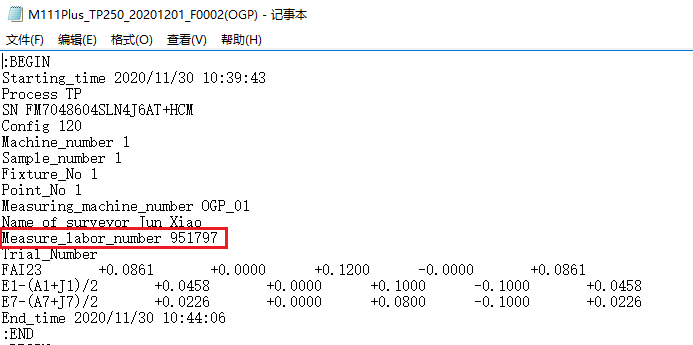 M111Plus_TP250_20201201_F0002(OGP) - 记事本
文件(F) 编辑(E) 格式(O) 查看(V) 帮助(H)
:BEGIN
Starting_time 2020/11/30 10:39:43
Process TP
SN FM7048604SLN4J6AT+HCM
Config 120
Machine_number 1
Sample_number 1
Fixture_No 1
Point_No 1
Measuring_machine_number OGP_01
Name of surveyor Jun Xiao
Measure_labor_number 951797
Trial_Number
FAI23 +0.0861 +0.0000 +0.1200 -0.0000 +0.0861
E1-(A1+J1)/2 +0.0458 +0.0000 +0.1000 -0.1000 +0.0458
E7-(A7+J7)/2 +0.0226 +0.0000 +0.0800 -0.1000 +0.0226
End_time 2020/11/30 10:44:06
:END